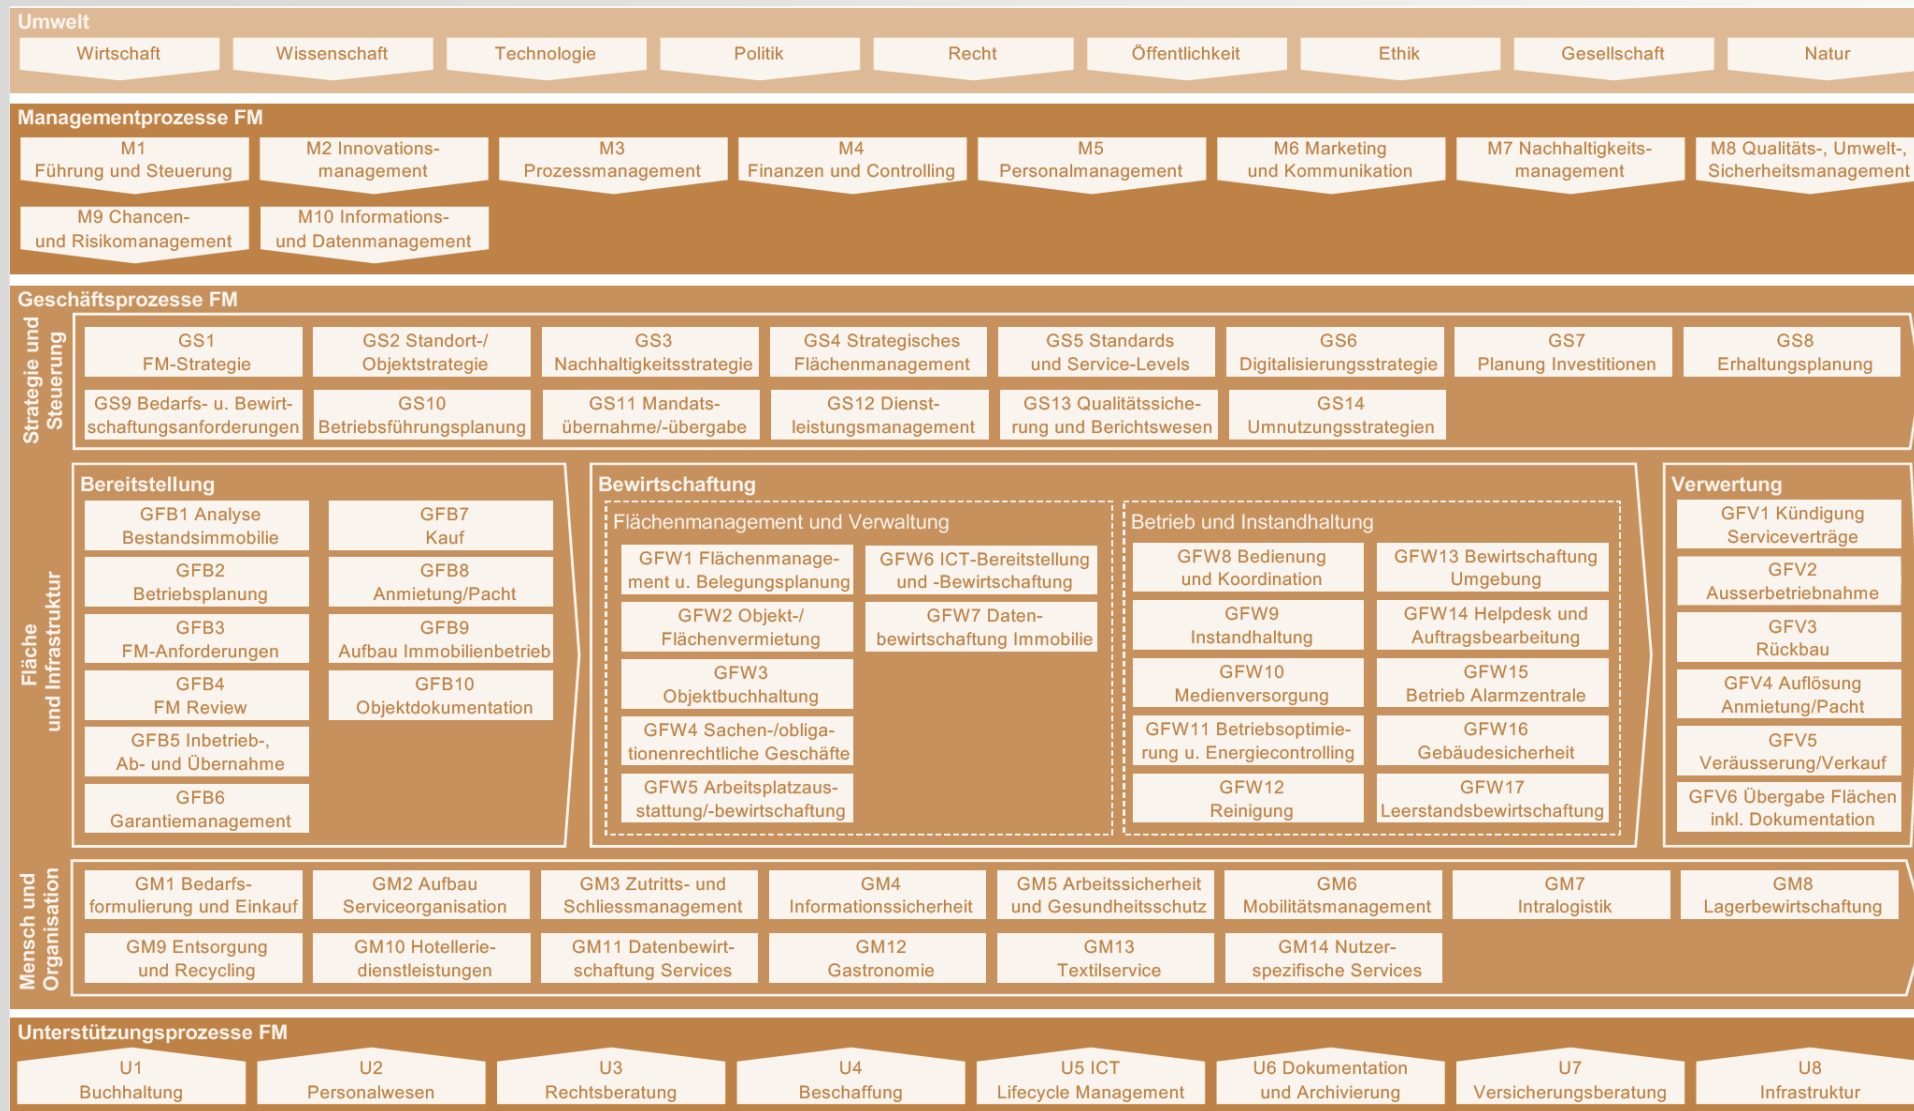 Umwelt
Wirtschaft
Wissenschaft
Technologie
Politik
Recht
Öffentlichkeit
Ethik
Gesellschaft
Natur
Managementprozesse FM
M1
Führung und Steuerung
M2 Innovations-
management
M3
Prozessmanagement
M4
Finanzen und Controlling
M5
Personalmanagement
M6 Marketing
und Kommunikation
M7 Nachhaltigkeits-
management
M8 Qualitäts-, Umwelt-,
Sicherheitsmanagement
M9 Chancen-
und Risikomanagement
M10 Informations-
und Datenmanagement
Geschäftsprozesse FM
Strategie und
Steuerung
GS1
FM-Strategie
GS2 Standort-/
Objektstrategie
GS3
Nachhaltigkeitsstrategie
GS4 Strategisches
Flächenmanagement
GS5 Standards
und Service-Levels
GS6
Digitalisierungsstrategie
GS7
Planung Investitionen
GS8
Erhaltungsplanung
GS9 Bedarfs- u. Bewirt-
schaftungsanforderungen
GS10
Betriebsführungsplanung
GS11 Mandats-
übernahme/-übergabe
GS12 Dienst-
leistungsmanagement
GS13 Qualitätssiche-
rung und Berichtswesen
GS14
Umnutzungsstrategien
Fläche
und Infrastruktur
Bereitstellung
GFB1 Analyse
Bestandsimmobilie
GFB2
Betriebsplanung
GFB3
FM-Anforderungen
GFB4
FM Review
GFB5 Inbetrieb-,
Ab- und Übernahme
GFB6
Garantiemanagement
GFB7
Kauf
GFB8
Anmietung/Pacht
GFB9
Aufbau Immobilienbetrieb
GFB10
Objektdokumentation
Bewirtschaftung
Flächenmanagement und Verwaltung
GFW1 Flächenmanage-
ment u. Belegungsplanung
GFW2 Objekt-/
Flächenvermietung
GFW3
Objektbuchhaltung
GFW4 Sachen-/obliga-
tionenrechtliche Geschäfte
GFW5 Arbeitsplatzaus-
stattung/-bewirtschaftung
GFW6 ICT-Bereitstellung
und -Bewirtschaftung
GFW7 Daten-
bewirtschaftung Immobilie
Betrieb und Instandhaltung
GFW8 Bedienung
und Koordination
GFW9
Instandhaltung
GFW10
Medienversorgung
GFW11 Betriebsoptimie-
rung u. Energiecontrolling
GFW12
Reinigung
GFW13 Bewirtschaftung
Umgebung
GFW14 Helpdesk und
Auftragsbearbeitung
GFW15
Betrieb Alarmzentrale
GFW16
Gebäudesicherheit
GFW17
Leerstandsbewirtschaftung
Verwertung
GFV1 Kündigung
Serviceverträge
GFV2
Ausserbetriebnahme
GFV3
Rückbau
GFV4 Auflösung
Anmietung/Pacht
GFV5
Veräusserung/Verkauf
GFV6 Übergabe Flächen
inkl. Dokumentation
Mensch und
Organisation
GM1 Bedarfs-
formulierung und Einkauf
GM2 Aufbau
Serviceorganisation
GM3 Zutritts- und
Schliessmanagement
GM4
Informationssicherheit
GM5 Arbeitssicherheit
und Gesundheitsschutz
GM6
Mobilitätsmanagement
GM7
Intralogistik
GM8
Lagerbewirtschaftung
GM9 Entsorgung
und Recycling
GM10 Hotellerie-
dienstleistungen
GM11 Datenbewirt-
schaftung Services
GM12
Gastronomie
GM13
Textilservice
GM14 Nutzer-
spezifische Services
Unterstützungsprozesse FM
U1
Buchhaltung
U2
Personalwesen
U3
Rechtsberatung
U4
Beschaffung
U5 ICT
Lifecycle Management
U6 Dokumentation
und Archivierung
U7
Versicherungsberatung
U8
Infrastruktur